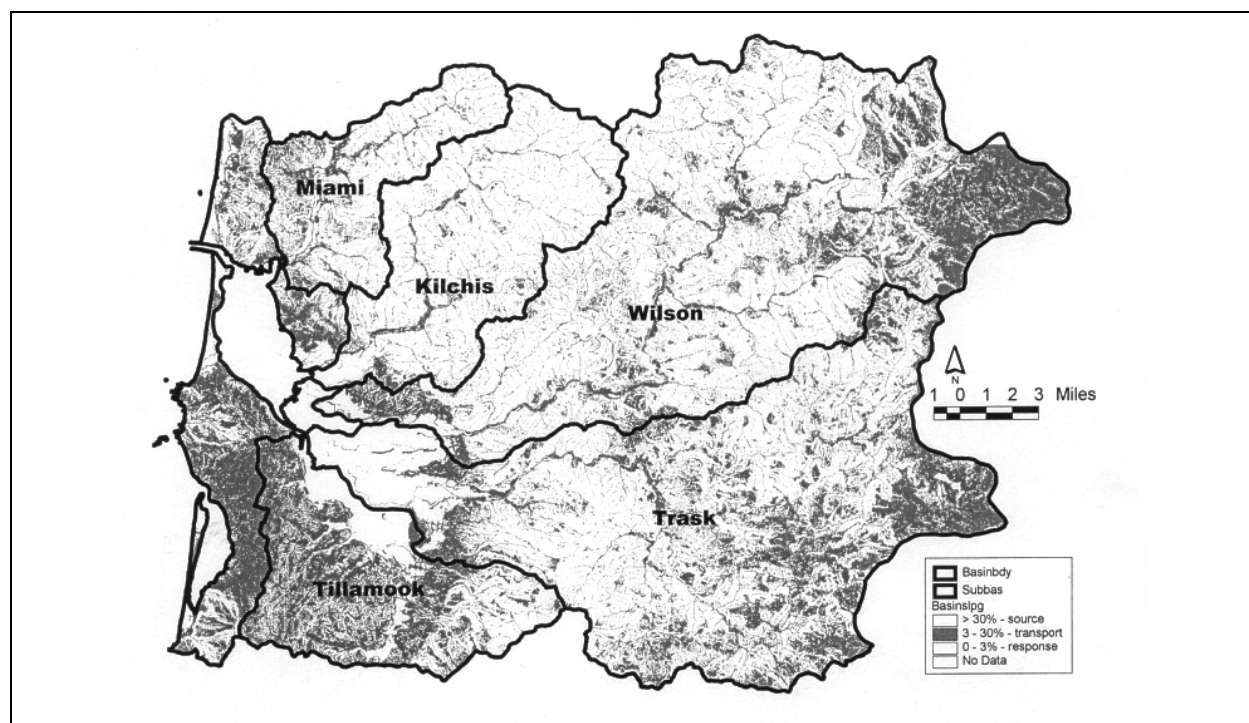 Miami
Kilchis
Wilson
N
1 0 1 2 3 Miles
Trask
Tillamook
Basinbdy
Subbas
Basinslpg
> 30% - source
3 - 30% - transport
0 - 3% - response
No Data